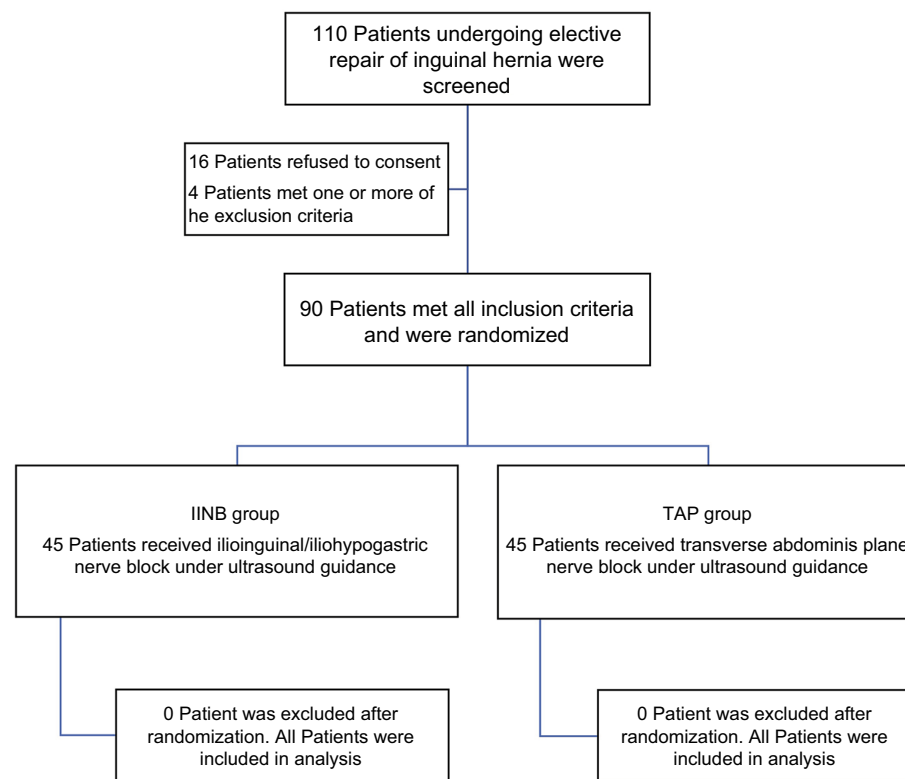 110 Patients undergoing elective
repair of inguinal hernia were
screened
16 Patients refused to consent
4 Patients met one or more of
he exclusion criteria
90 Patients met all inclusion criteria
and were randomized
IINB group
45 Patients received ilioinguinal/iliohypogastric
nerve block under ultrasound guidance
TAP group
45 Patients received transverse abdominis plane
nerve block under ultrasound guidance
0 Patient was excluded after
randomization. All Patients were
included in analysis
0 Patient was excluded after
randomization. All Patients were
included in analysis